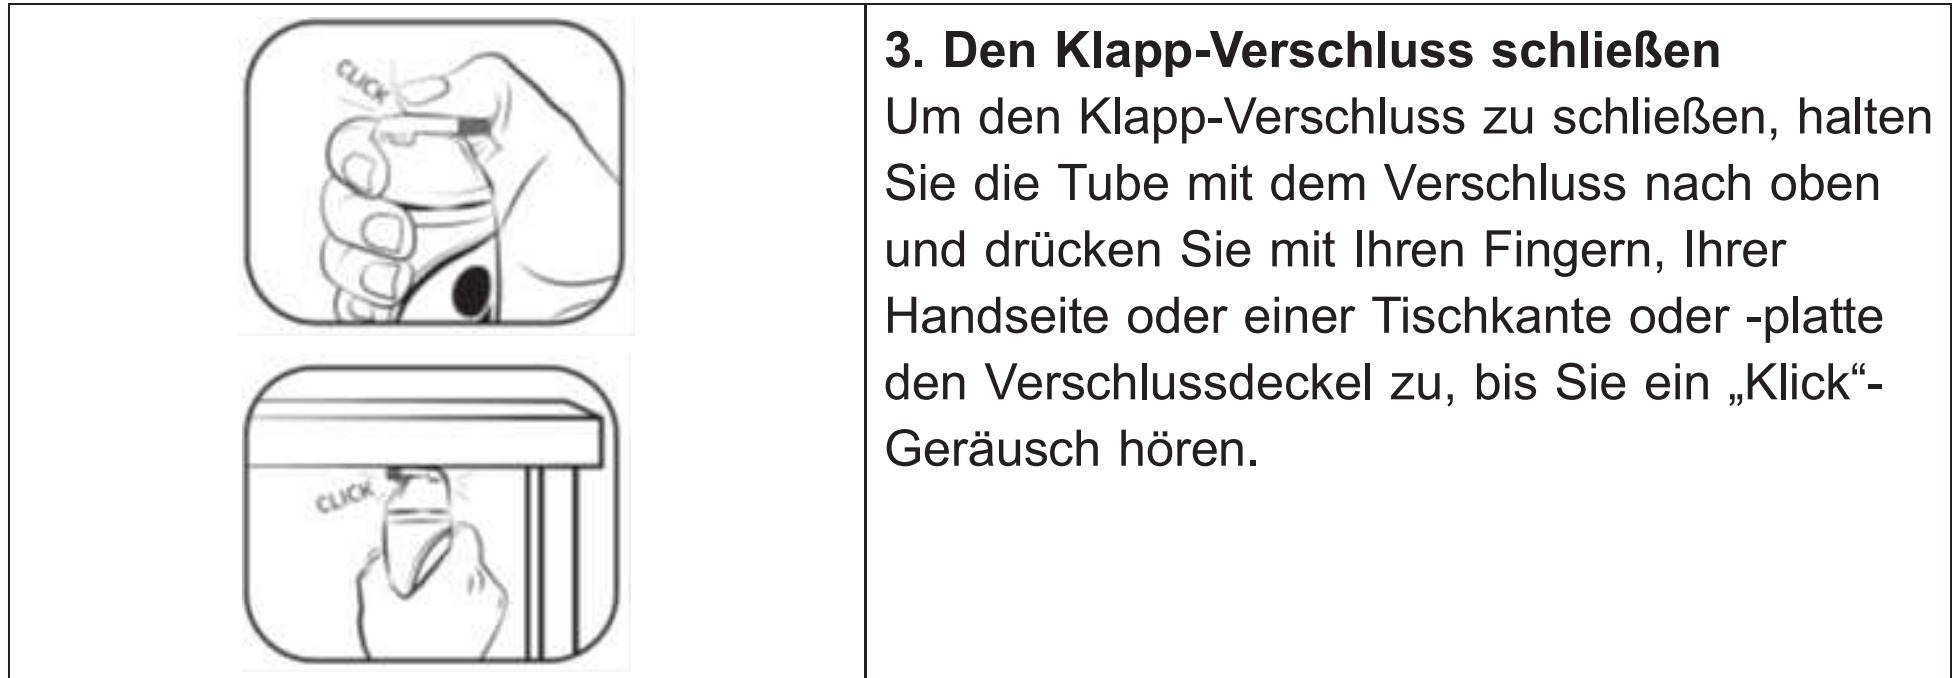 CLICK
CLICK
3. Den Klapp-Verschluss schließen
Um den Klapp-Verschluss zu schließen, halten
Sie die Tube mit dem Verschluss nach oben
und drücken Sie mit Ihren Fingern, Ihrer
Handseite oder einer Tischkante oder -platte
den Verschlussdeckel zu, bis Sie ein „Klick“-
Geräusch hören.